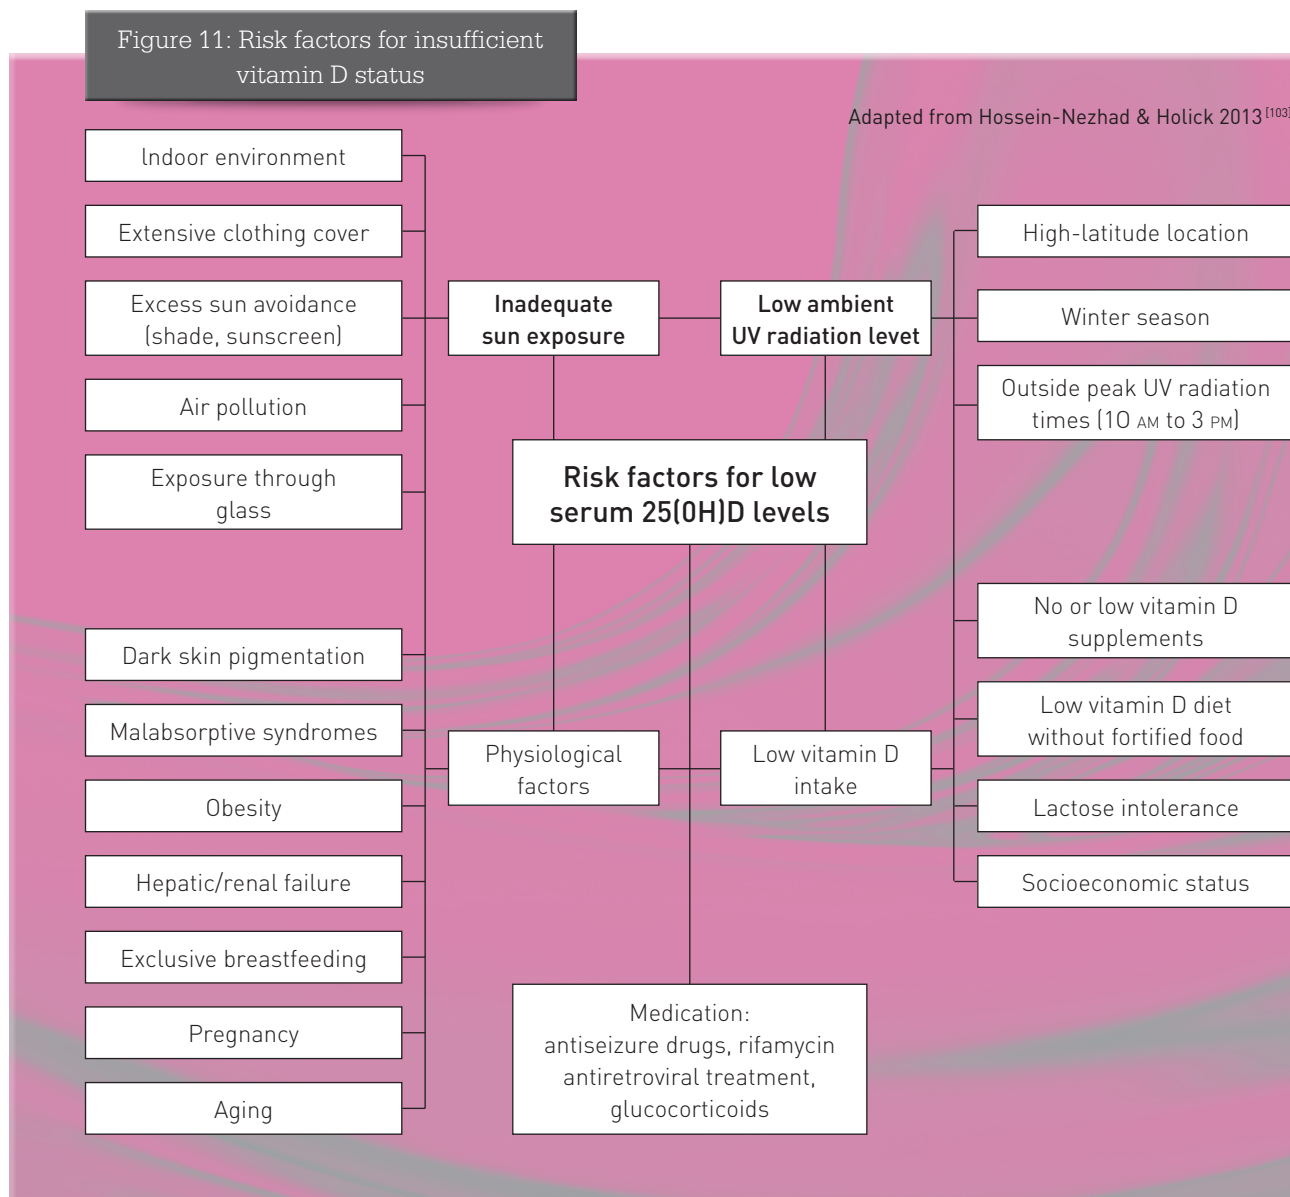 Figure 11: Risk factors for insufficient
vitamin D status
Adapted from Hossein-Nezhad & Holick 2013 [103]
Indoor environment
Extensive clothing cover
Excess sun avoidance
(shade, sunscreen)
Air pollution
Exposure through
glass
Inadequate
sun exposure
Low ambient
UV radiation level
High-latitude location
Winter season
Outside peak UV radiation
times (10 AM to 3 PM)
Risk factors for low
serum 25(OH)D levels
Dark skin pigmentation
Malabsorptive syndromes
Obesity
Hepatic/renal failure
Exclusive breastfeeding
Pregnancy
Aging
Physiological
factors
Low vitamin D
intake
No or low vitamin D
supplements
Low vitamin D diet
without fortified food
Lactose intolerance
Socioeconomic status
Medication:
antiseizure drugs, rifamycin
antiretroviral treatment,
glucocorticoids